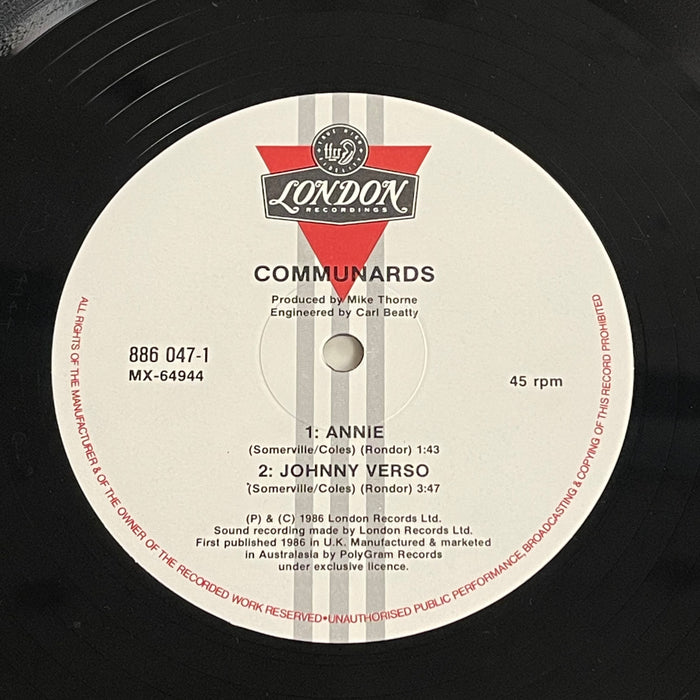 TRUE HIGH
FIDELITY
LONDON
RECORDINGS
COMMUNARDS
Produced by Mike Thorne
Engineered by Carl Beatty
886 047-1
MX-64944
45 rpm
1: ANNIE
(Somerville/Coles) (Rondor) 1:43
2: JOHNNY VERSO
(Somerville/Coles) (Rondor) 3:47
(P) & (C) 1986 London Records Ltd.
Sound recording made by London Records Ltd.
First published 1986 in U.K. Manufactured & marketed
in Australasia by PolyGram Records
under exclusive licence.
ALL RIGHTS OF THE MANUFACTURER & OF THE OWNER OF THE RECORDED WORK RESERVED•UNAUTHORISED PUBLIC PERFORMANCE, BROADCASTING & COPYING OF THIS RECORD PROHIBITED